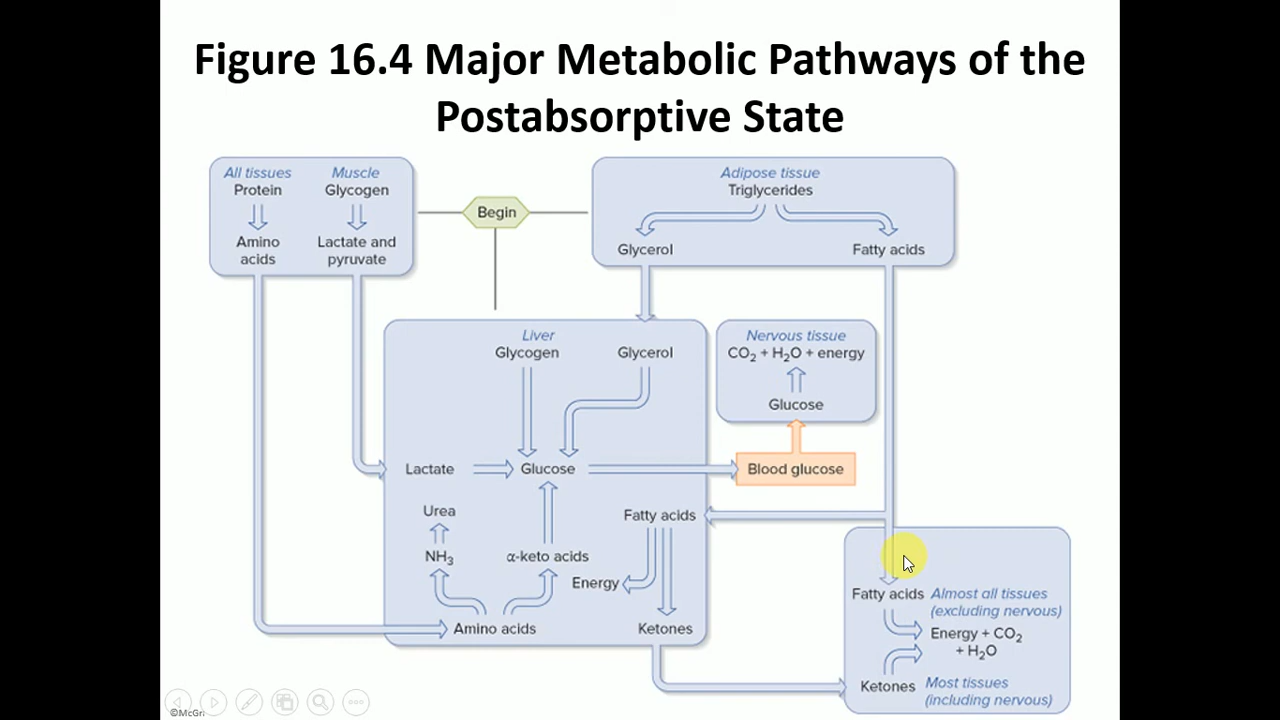 Figure 16.4 Major Metabolic Pathways of the
Postabsorptive State
All tissues
Protein
Amino
acids
Muscle
Glycogen
Lactate and
pyruvate
Begin
Adipose tissue
Triglycerides
Glycerol
Fatty acids
Liver
Glycogen
Glycerol
Nervous tissue
CO₂ + H₂O + energy
Glucose
Lactate
Glucose
Blood glucose
Urea
NH₃
α-keto acids
Fatty acids
Energy
Amino acids
Ketones
Fatty acids
Almost all tissues
(excluding nervous)
Energy + CO₂
+ H₂O
Ketones
Most tissues
(including nervous)
©McGr